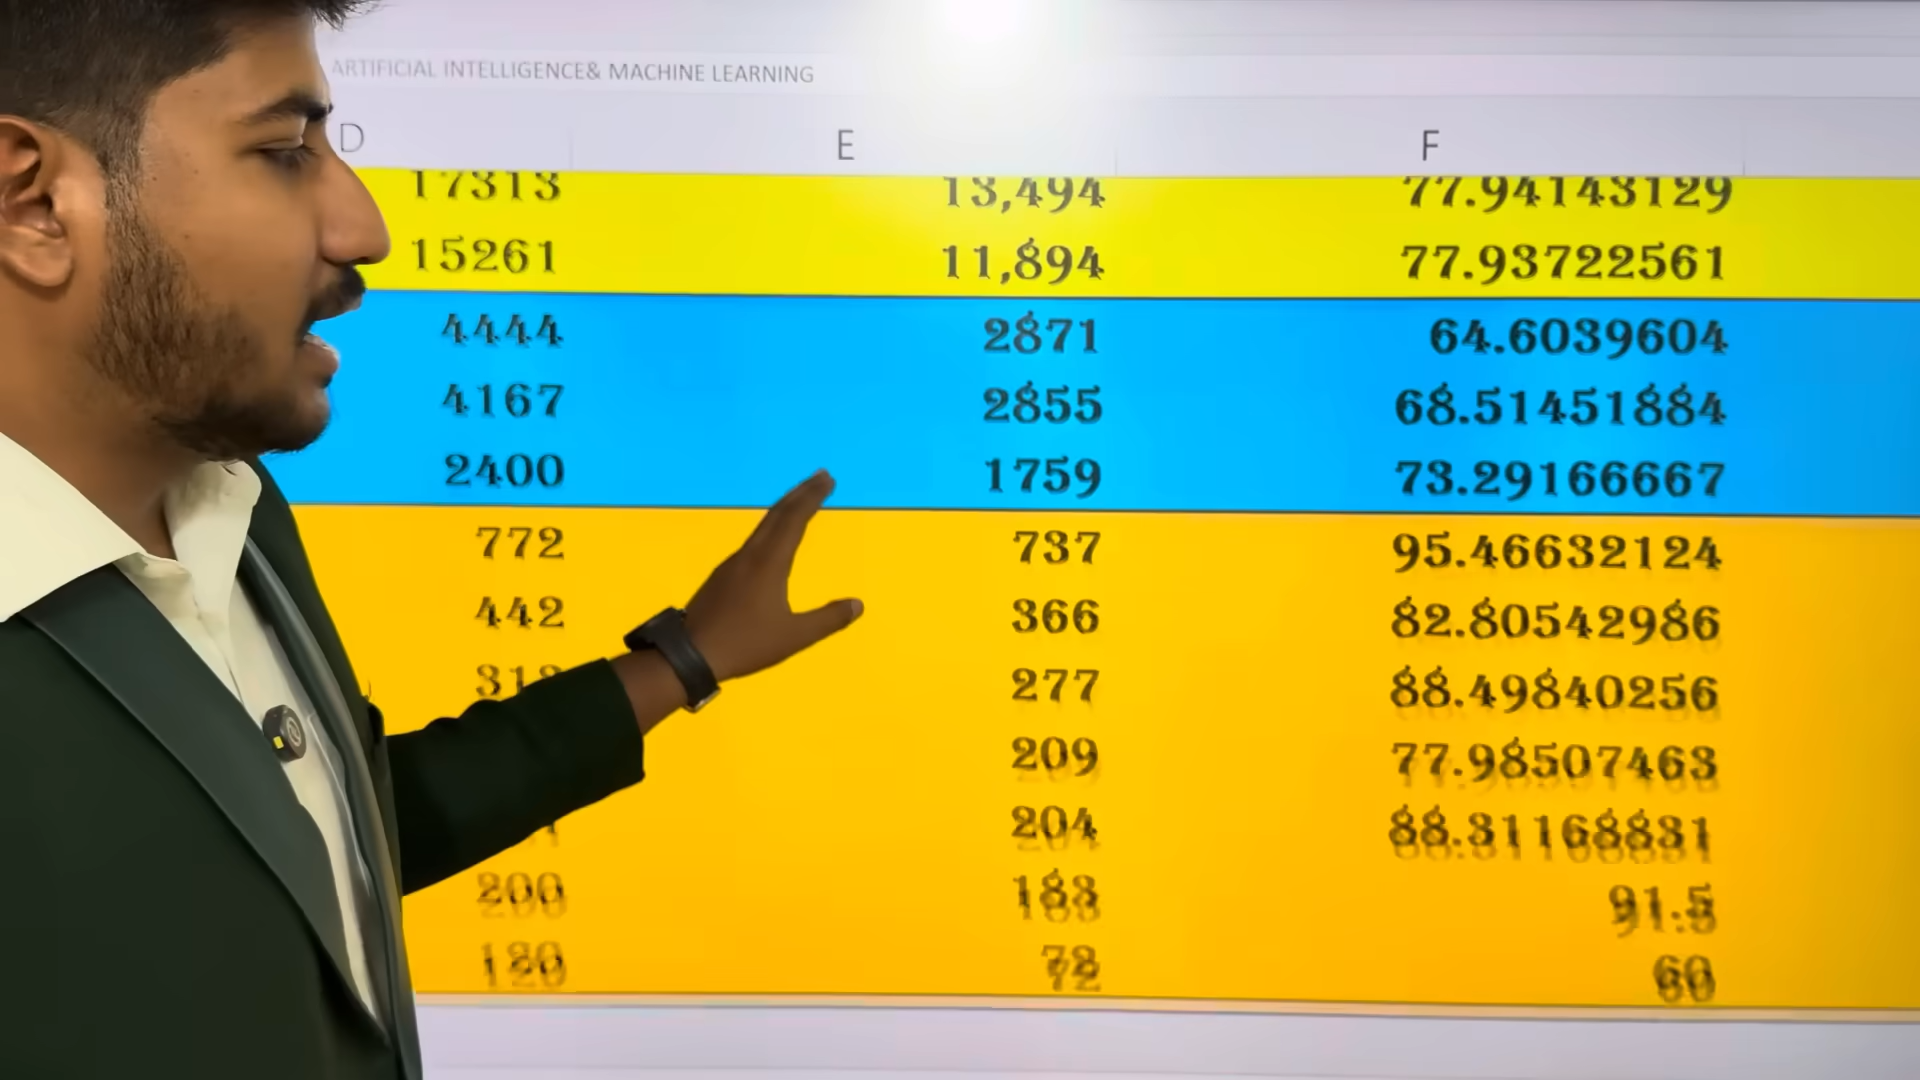 ARTIFICIAL INTELLIGENCE& MACHINE LEARNING
D E F
17313 13,494 77.94143129
15261 11,894 77.93722561
4444 2871 64.6039604
4167 2855 68.51451884
2400 1759 73.29166667
772 737 95.46632124
442 366 82.80542986
277 88.49840256
209 77.98507463
204 88.31168831
200 183 91.5
120 72 60